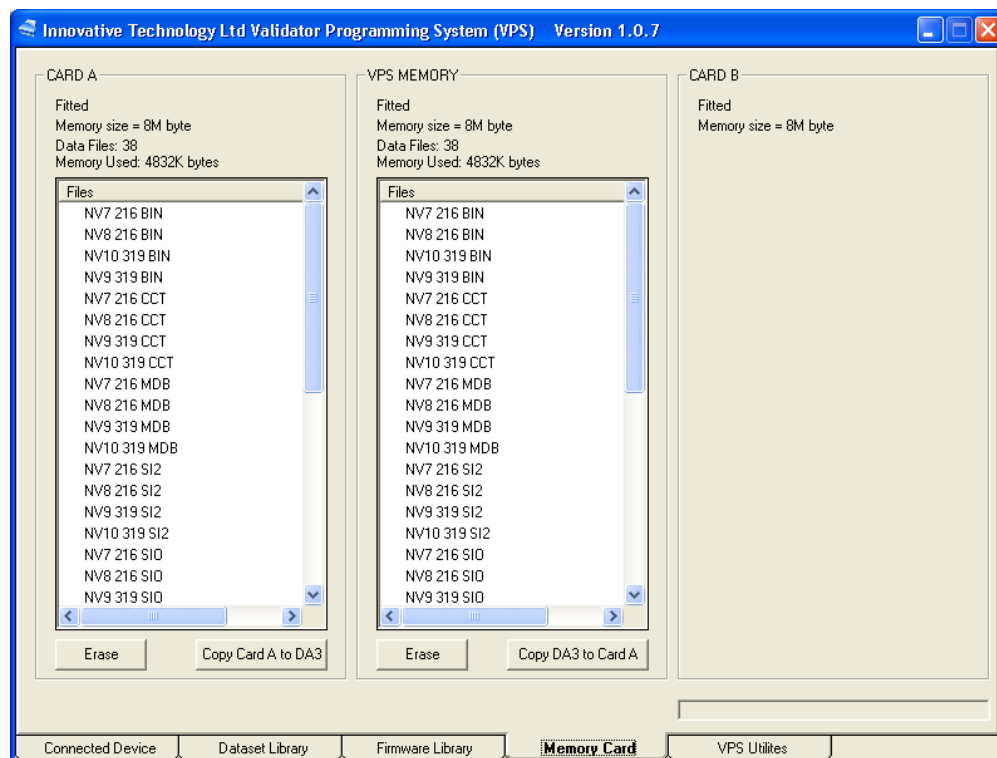 Innovative Technology Ltd Validator Programming System (VPS)    Version 1.0.7
CARD A
Fitted
Memory size = 8M byte
Data Files: 38
Memory Used: 4832K bytes
Files
NV7 216 BIN
NV8 216 BIN
NV10 319 BIN
NV9 319 BIN
NV7 216 CCT
NV8 216 CCT
NV9 319 CCT
NV10 319 CCT
NV7 216 MDB
NV8 216 MDB
NV9 319 MDB
NV10 319 MDB
NV7 216 SI2
NV8 216 SI2
NV9 319 SI2
NV10 319 SI2
NV7 216 SIO
NV8 216 SIO
NV9 319 SIO
Erase
Copy Card A to DA3
VPS MEMORY
Fitted
Memory size = 8M byte
Data Files: 38
Memory Used: 4832K bytes
Files
NV7 216 BIN
NV8 216 BIN
NV10 319 BIN
NV9 319 BIN
NV7 216 CCT
NV8 216 CCT
NV9 319 CCT
NV10 319 CCT
NV7 216 MDB
NV8 216 MDB
NV9 319 MDB
NV10 319 MDB
NV7 216 SI2
NV8 216 SI2
NV9 319 SI2
NV10 319 SI2
NV7 216 SIO
NV8 216 SIO
NV9 319 SIO
Erase
Copy DA3 to Card A
CARD B
Fitted
Memory size = 8M byte
Connected Device
Dataset Library
Firmware Library
Memory Card
VPS Utilites